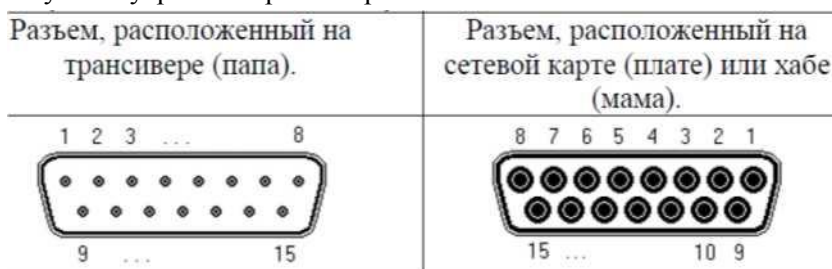 Разъем, расположенный на
трансивере (папа).
Разъем, расположенный на
сетевой карте (плате) или хабе
(мама).
1 2 3 ... 8
9 ... 15
8 7 6 5 4 3 2 1
15 ... 10 9